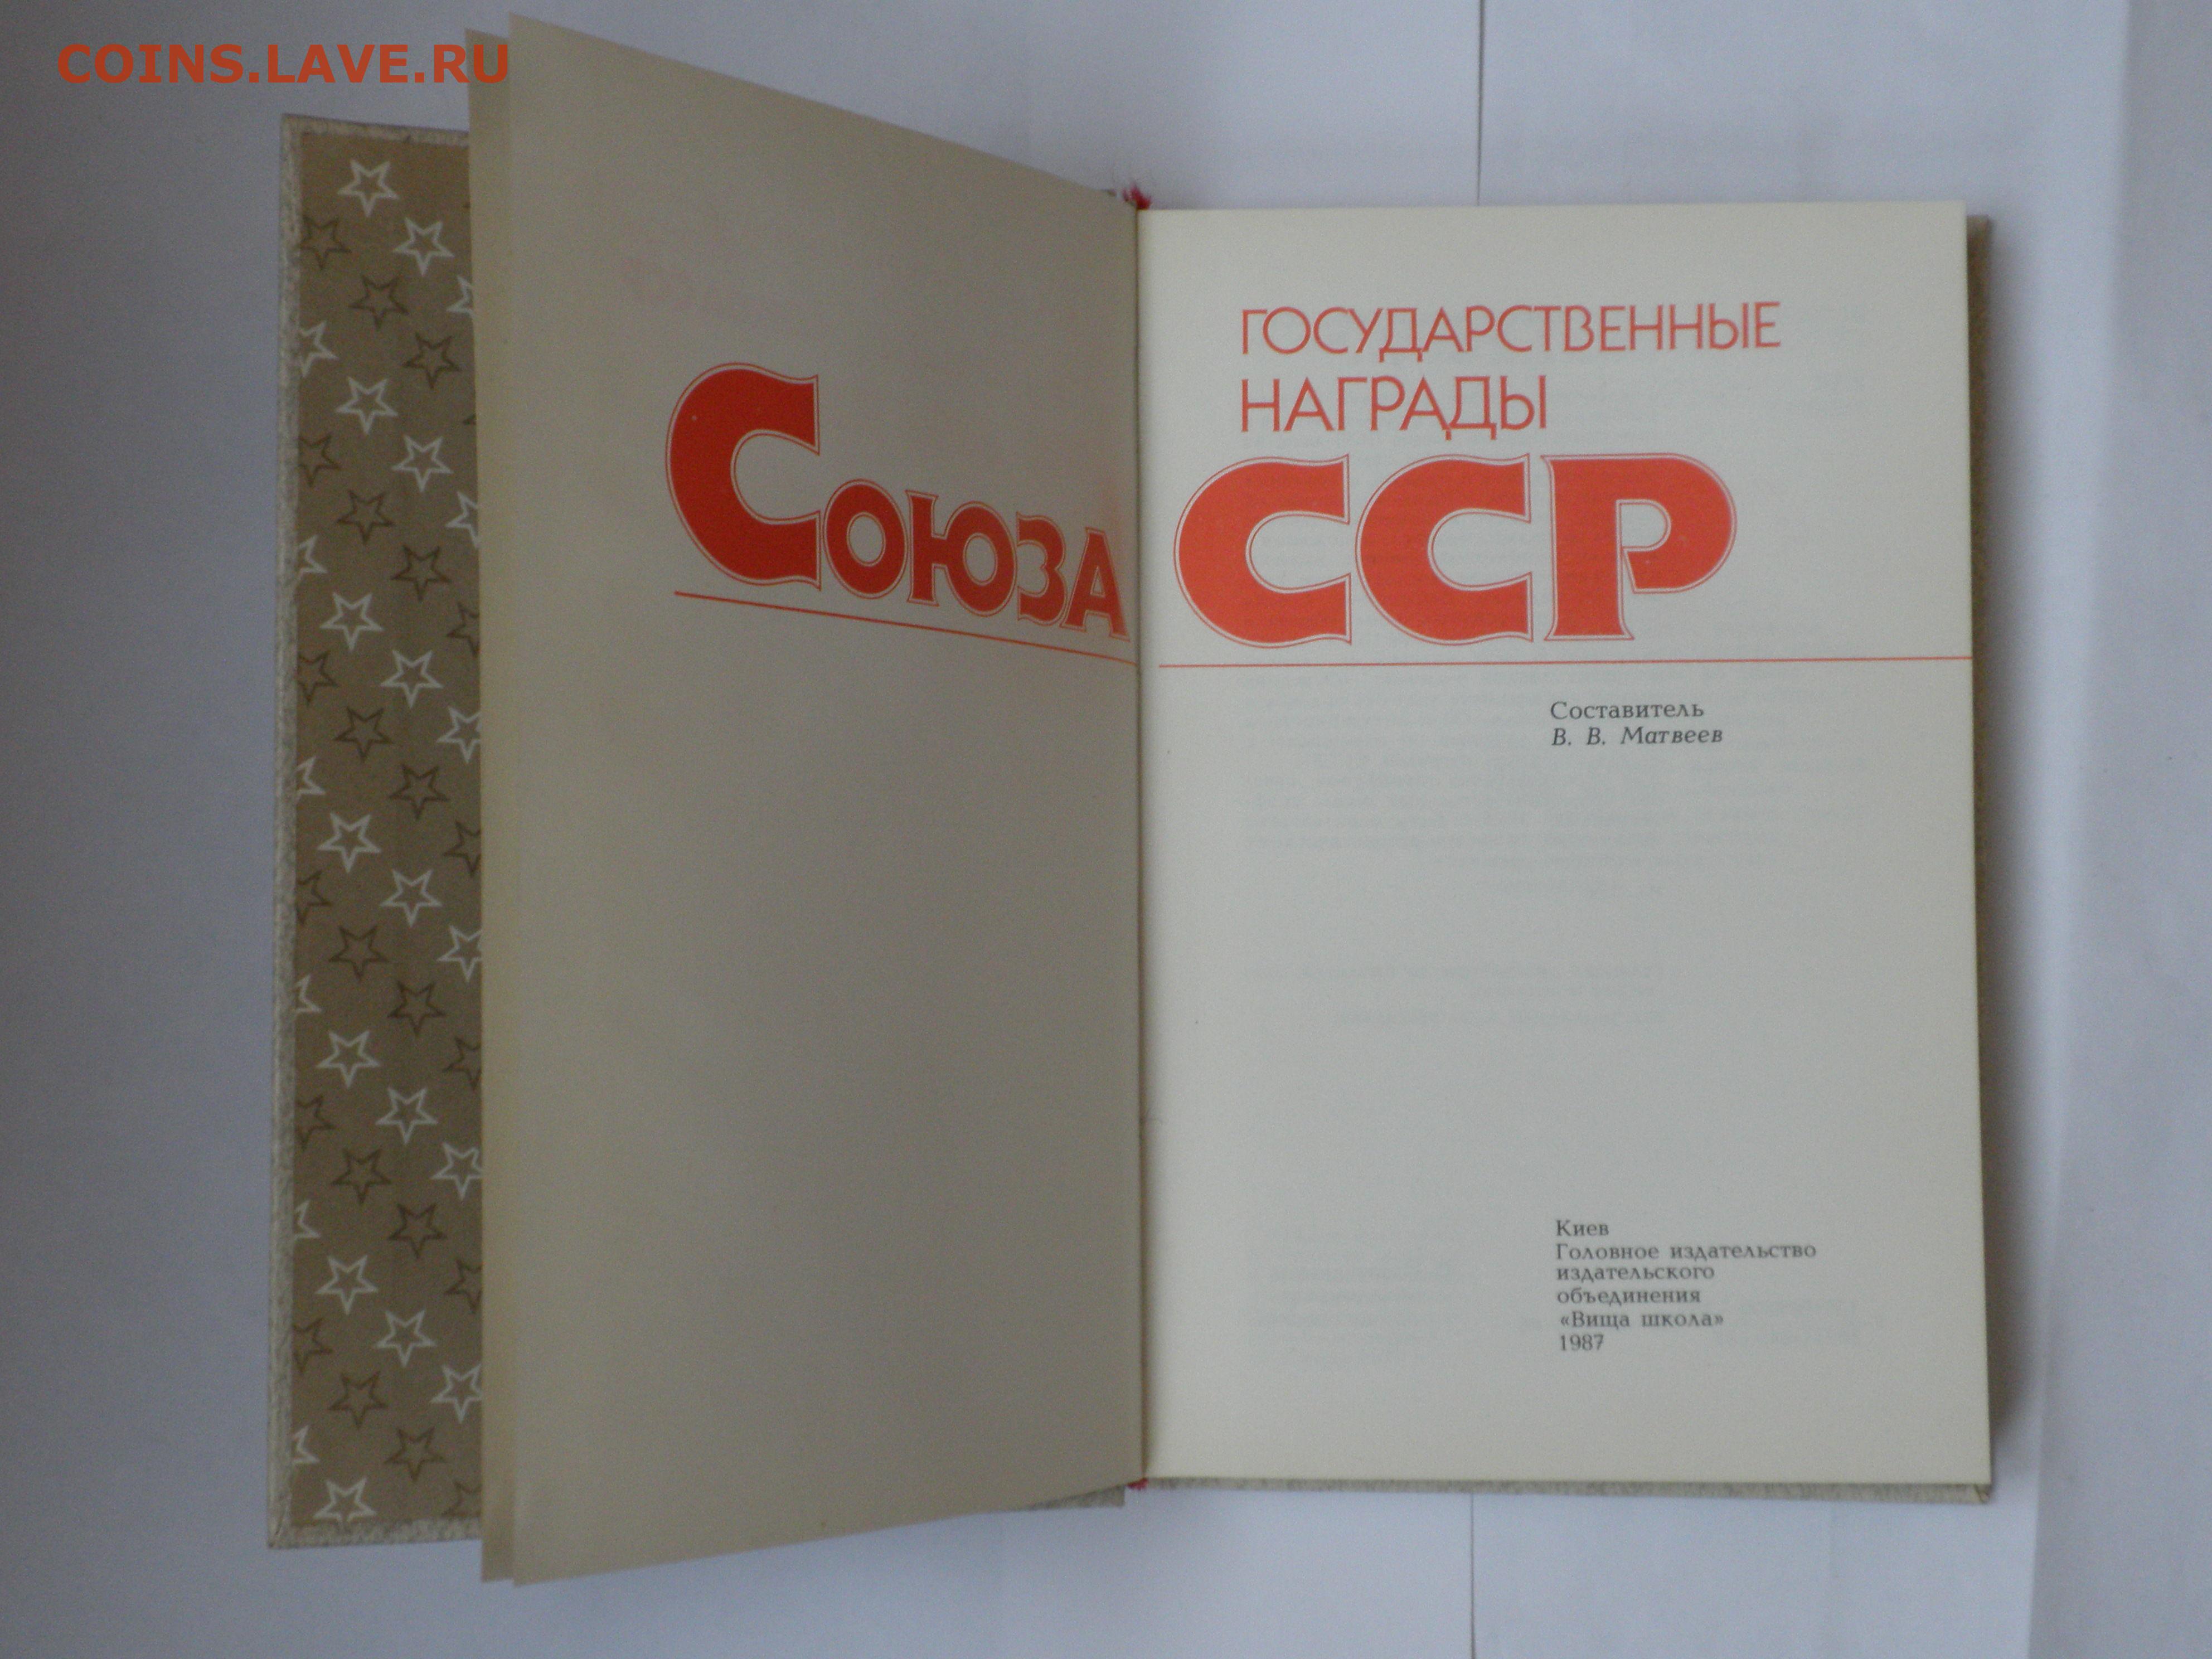 COINS.LAVE.RU
ГОСУДАРСТВЕННЫЕ
НАГРАДЫ
СОЮЗА ССР
Составитель
В. В. Матвеев
Киев
Головное издательство
издательского
объединения
«Вища школа»
1987